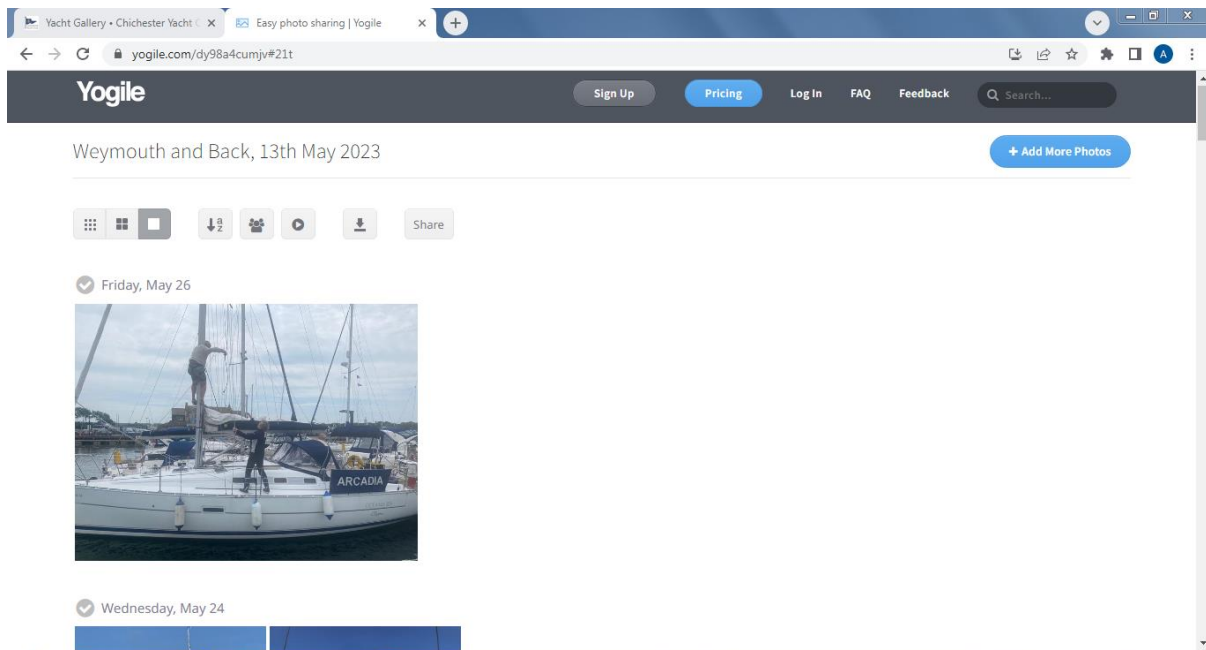 Yacht Gallery • Chichester Yacht C
Easy photo sharing | Yogile
yogile.com/dy98a4cumjv#21t
A
Yogile
Sign Up
Pricing
Log In
FAQ
Feedback
Search...
Weymouth and Back, 13th May 2023
+ Add More Photos
a
z
Share
Friday, May 26
ARCADIA
Wednesday, May 24